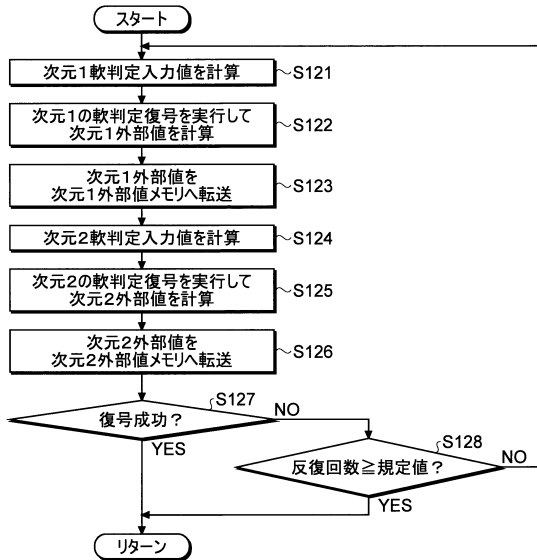 スタート
次元1軟判定入力値を計算
S121
次元1の軟判定復号を実行して
次元1外部値を計算
S122
次元1外部値を
次元1外部値メモリへ転送
S123
次元2軟判定入力値を計算
S124
次元2の軟判定復号を実行して
次元2外部値を計算
S125
次元2外部値を
次元2外部値メモリへ転送
S126
復号成功?
S127
NO
YES
反復回数≧規定値?
S128
NO
YES
リターン